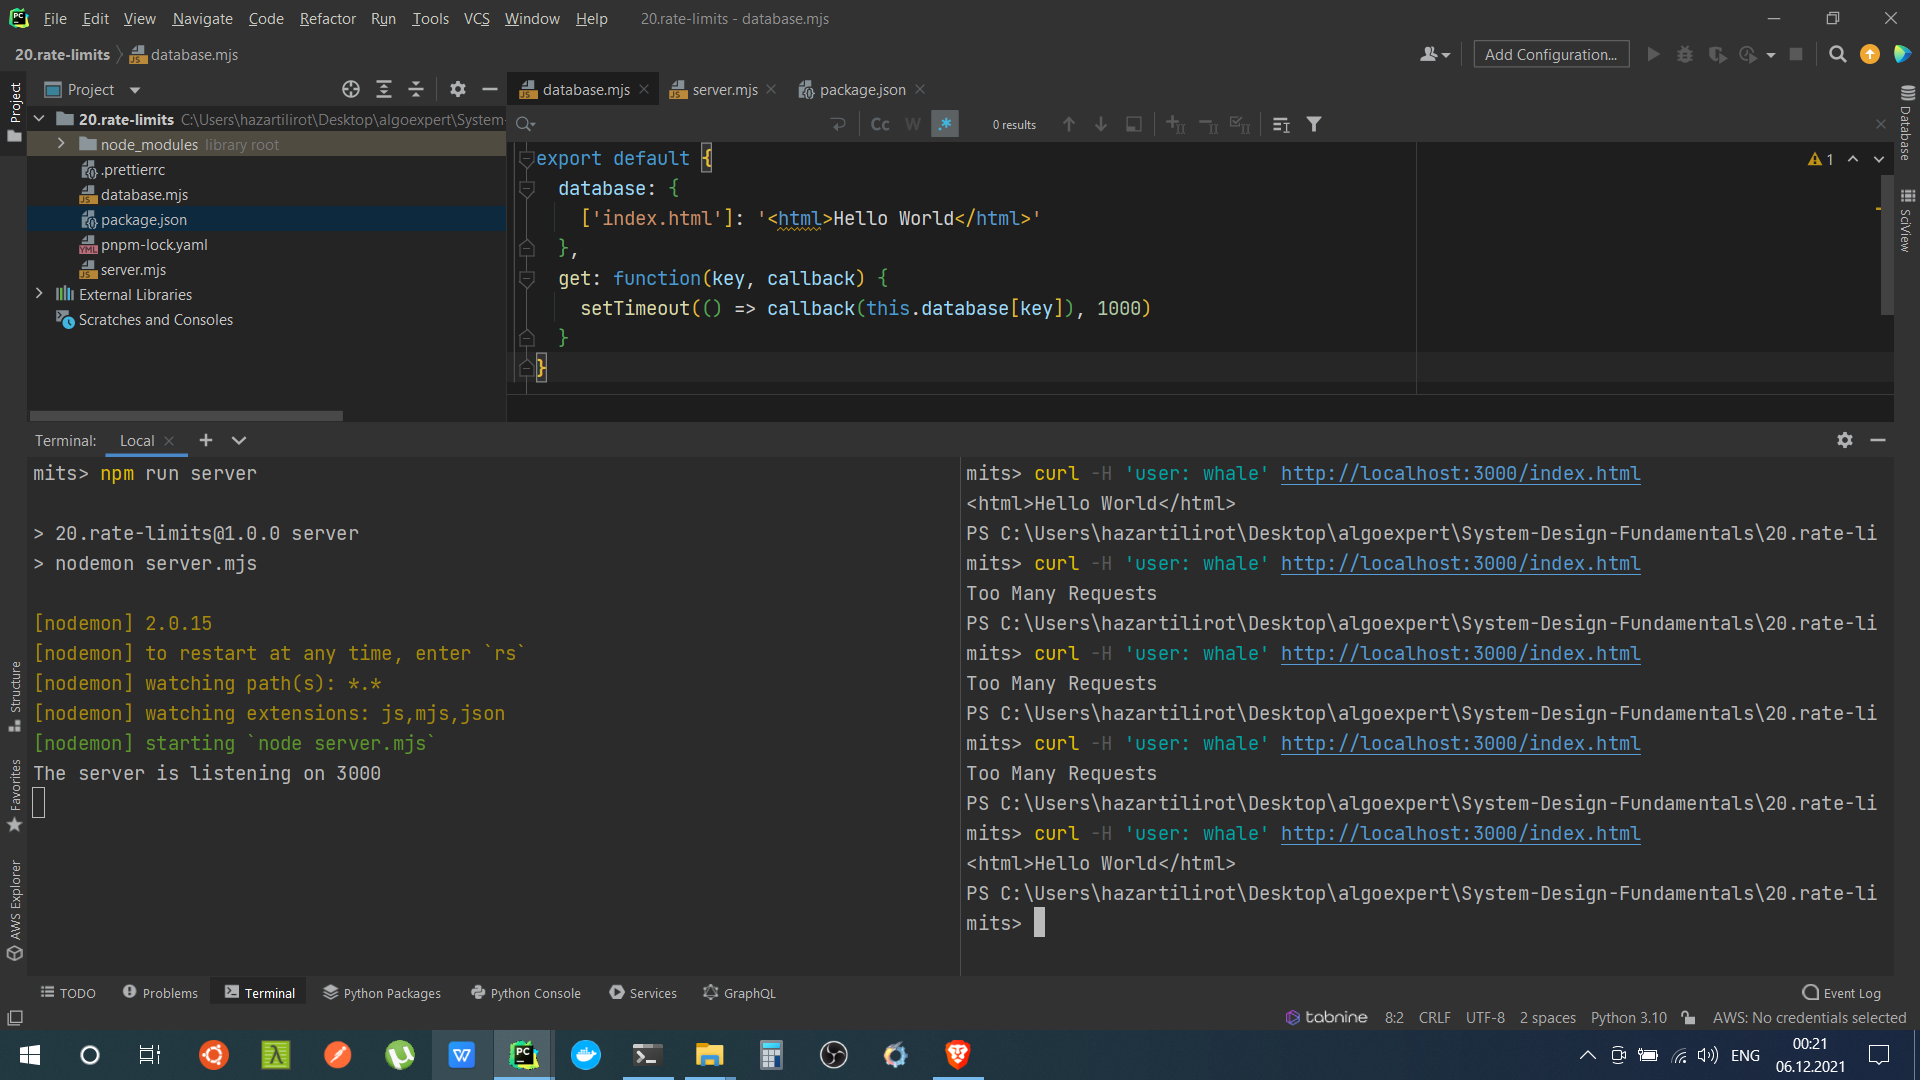 File Edit View Navigate Code Refactor Run Tools VCS Window Help 20.rate-limits - database.mjs
20.rate-limits database.mjs Add Configuration...
Project
Project
database.mjs server.mjs package.json
20.rate-limits C:\Users\hazartilirot\Desktop\algoexpert\System-
node_modules library root
.prettierrc
database.mjs
package.json
pnpm-lock.yaml
server.mjs
External Libraries
Scratches and Consoles
Cc W .* 0 results
export default {
database: {
['index.html']: '<html>Hello World</html>'
},
get: function(key, callback) {
setTimeout(() => callback(this.database[key]), 1000)
}
}
1
Database
SciView
Terminal: Local
mits> npm run server
> 20.rate-limits@1.0.0 server
> nodemon server.mjs
[nodemon] 2.0.15
[nodemon] to restart at any time, enter `rs`
[nodemon] watching path(s): *.*
[nodemon] watching extensions: js,mjs,json
[nodemon] starting `node server.mjs`
The server is listening on 3000
mits> curl -H 'user: whale' http://localhost:3000/index.html
<html>Hello World</html>
PS C:\Users\hazartilirot\Desktop\algoexpert\System-Design-Fundamentals\20.rate-li
mits> curl -H 'user: whale' http://localhost:3000/index.html
Too Many Requests
PS C:\Users\hazartilirot\Desktop\algoexpert\System-Design-Fundamentals\20.rate-li
mits> curl -H 'user: whale' http://localhost:3000/index.html
Too Many Requests
PS C:\Users\hazartilirot\Desktop\algoexpert\System-Design-Fundamentals\20.rate-li
mits> curl -H 'user: whale' http://localhost:3000/index.html
Too Many Requests
PS C:\Users\hazartilirot\Desktop\algoexpert\System-Design-Fundamentals\20.rate-li
mits> curl -H 'user: whale' http://localhost:3000/index.html
<html>Hello World</html>
PS C:\Users\hazartilirot\Desktop\algoexpert\System-Design-Fundamentals\20.rate-li
mits>
Structure
Favorites
AWS Explorer
TODO Problems Terminal Python Packages Python Console Services GraphQL Event Log
tabnine 8:2 CRLF UTF-8 2 spaces Python 3.10 AWS: No credentials selected
ENG 00:21
06.12.2021